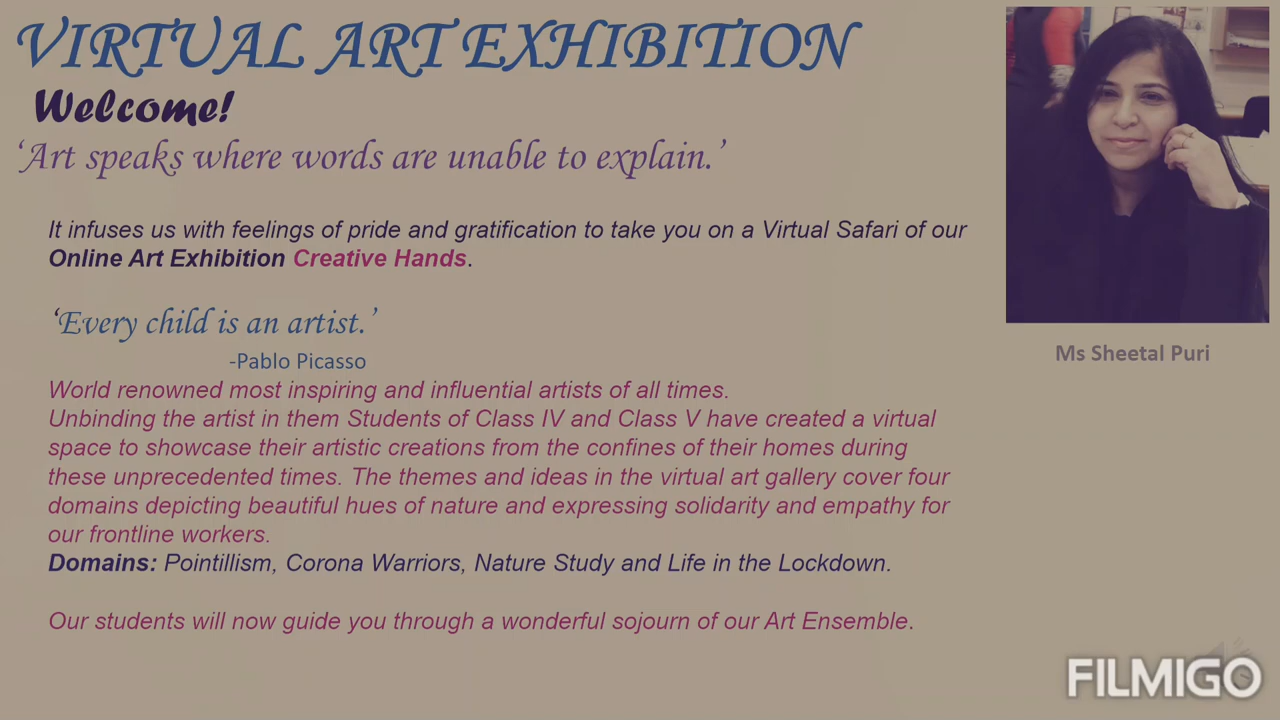 VIRTUAL ART EXHIBITION
Welcome!
‘Art speaks where words are unable to explain.’
It infuses us with feelings of pride and gratification to take you on a Virtual Safari of our
Online Art Exhibition Creative Hands.
‘Every child is an artist.’
-Pablo Picasso
Ms Sheetal Puri
World renowned most inspiring and influential artists of all times.
Unbinding the artist in them Students of Class IV and Class V have created a virtual
space to showcase their artistic creations from the confines of their homes during
these unprecedented times. The themes and ideas in the virtual art gallery cover four
domains depicting beautiful hues of nature and expressing solidarity and empathy for
our frontline workers.
Domains: Pointillism, Corona Warriors, Nature Study and Life in the Lockdown.
Our students will now guide you through a wonderful sojourn of our Art Ensemble.
FILMIGO